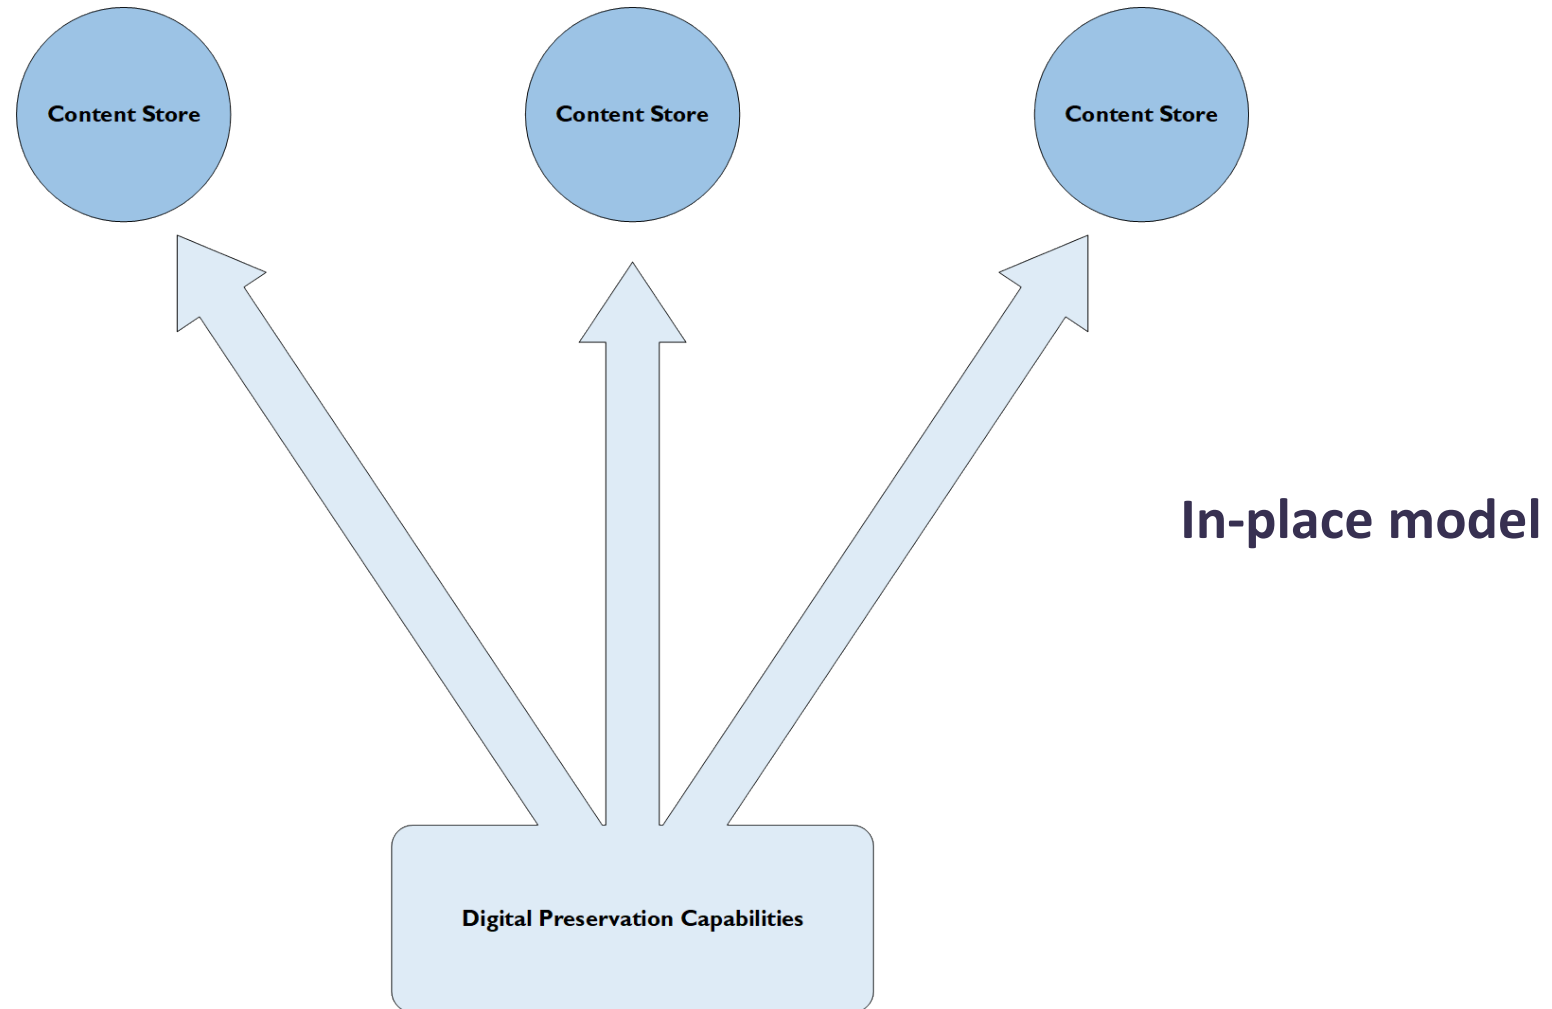 Content Store
Content Store
Content Store
In-place model
Digital Preservation Capabilities